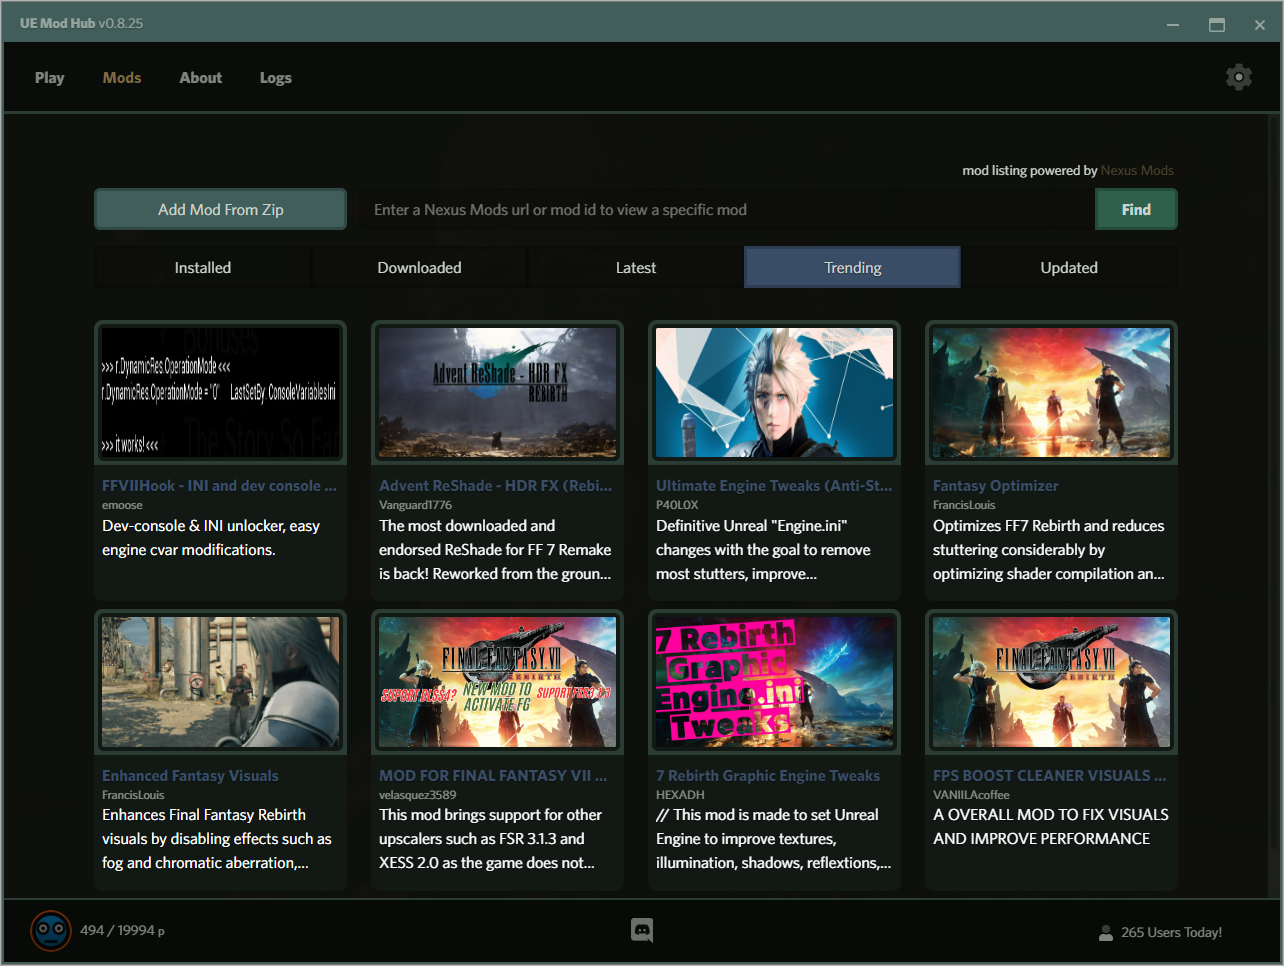 UE Mod Hub v0.8.25
Play Mods About Logs
mod listing powered by Nexus Mods
Add Mod From Zip
Enter a Nexus Mods url or mod id to view a specific mod
Find
Installed Downloaded Latest Trending Updated
Bonuses
>>> r.DynamicRes.OperationMode <<<
r.DynamicRes.OperationMode = "0" LastSetBy: ConsoleVariablesIni
>>> it works! <<<
The Story So Far
FFVIIHook - INI and dev console ...
emoose
Dev-console & INI unlocker, easy
engine cvar modifications.
Advent ReShade - HDR FX
REBIRTH
Advent ReShade - HDR FX (Rebi...
Vanguard1776
The most downloaded and
endorsed ReShade for FF 7 Remake
is back! Reworked from the groun...
Ultimate Engine Tweaks (Anti-St...
P40L0X
Definitive Unreal "Engine.ini"
changes with the goal to remove
most stutters, improve...
Fantasy Optimizer
FrancisLouis
Optimizes FF7 Rebirth and reduces
stuttering considerably by
optimizing shader compilation an...
Enhanced Fantasy Visuals
FrancisLouis
Enhances Final Fantasy Rebirth
visuals by disabling effects such as
fog and chromatic aberration,...
FINAL FANTASY VII
REBIRTH
SUPORT DLSS4?
NEW MOD TO
ACTIVATE FG
SUPORT FSR 3.1.3
MOD FOR FINAL FANTASY VII ...
velasquez3589
This mod brings support for other
upscalers such as FSR 3.1.3 and
XESS 2.0 as the game does not...
7 Rebirth
Graphic
Engine.ini
Tweaks
7 Rebirth Graphic Engine Tweaks
HEXADH
// This mod is made to set Unreal
Engine to improve textures,
illumination, shadows, reflextions,...
FINAL FANTASY VII
REBIRTH
FPS BOOST CLEANER VISUALS ...
VANIILAcoffee
A OVERALL MOD TO FIX VISUALS
AND IMPROVE PERFORMANCE
494 / 19994 p
265 Users Today!